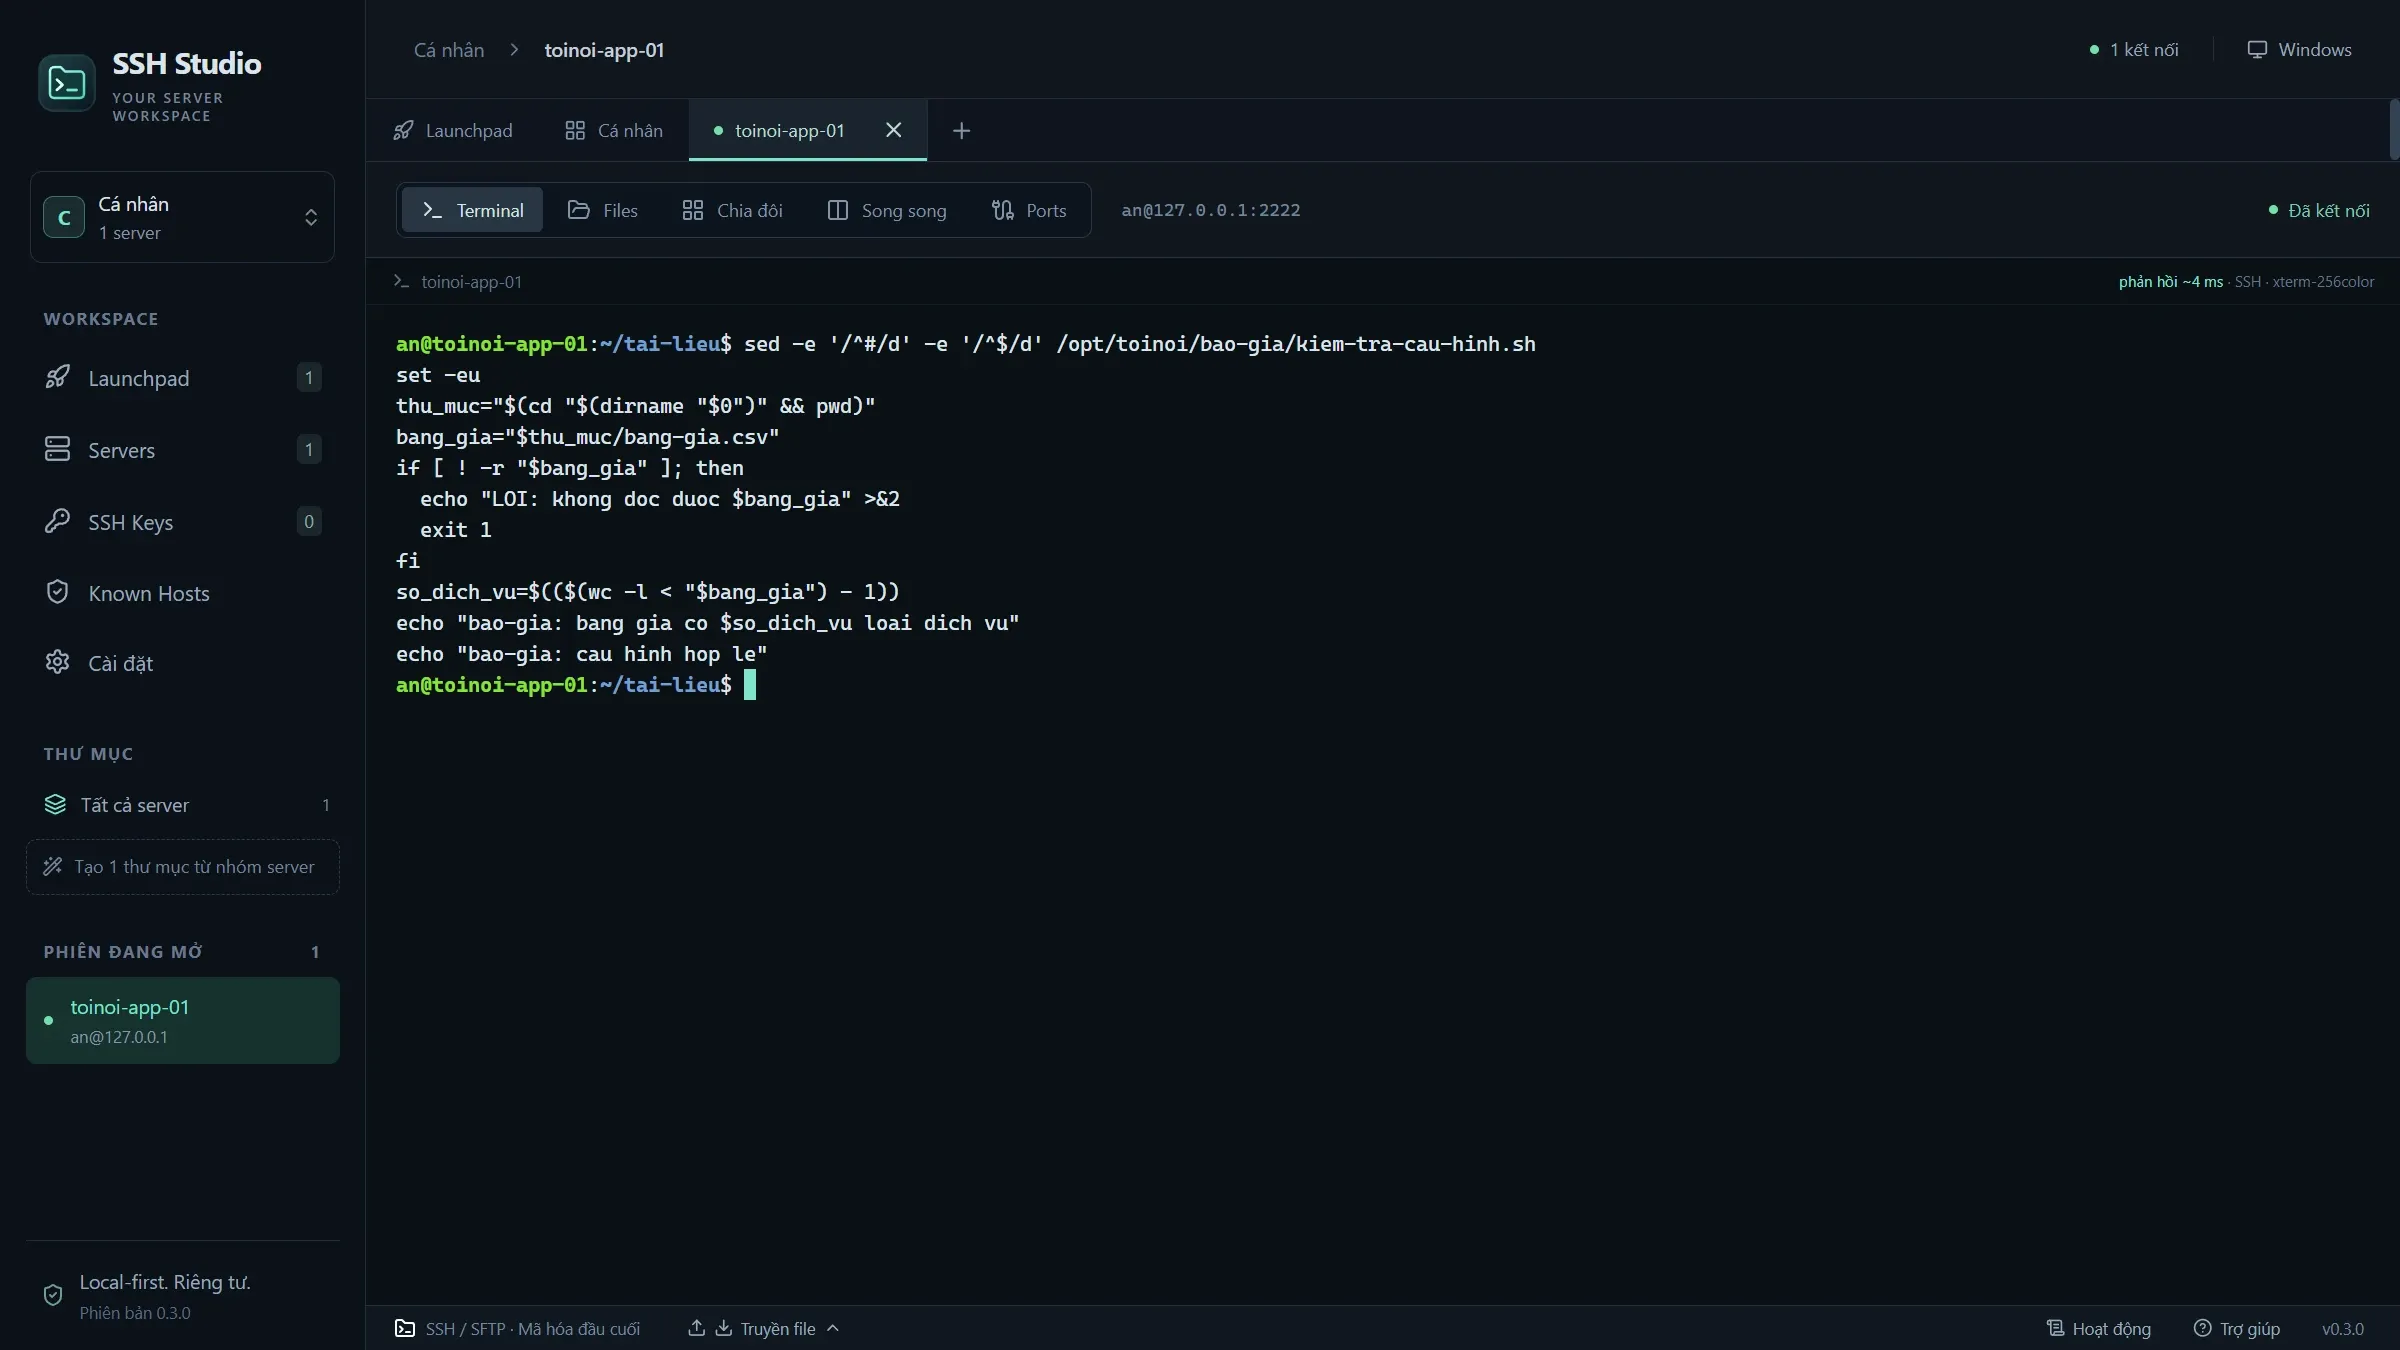 SSH Studio
YOUR SERVER
WORKSPACE
C
Cá nhân
1 server
WORKSPACE
Launchpad 1
Servers 1
SSH Keys 0
Known Hosts
Cài đặt
THƯ MỤC
Tất cả server 1
Tạo 1 thư mục từ nhóm server
PHIÊN ĐANG MỞ 1
toinoi-app-01
an@127.0.0.1
Local-first. Riêng tư.
Phiên bản 0.3.0
Cá nhân > toinoi-app-01
1 kết nối
Windows
Launchpad
Cá nhân
toinoi-app-01
Terminal
Files
Chia đôi
Song song
Ports
an@127.0.0.1:2222
Đã kết nối
toinoi-app-01
phản hồi ~4 ms · SSH · xterm-256color
an@toinoi-app-01:~/tai-lieu$ sed -e '/^#/d' -e '/^$/d' /opt/toinoi/bao-gia/kiem-tra-cau-hinh.sh
set -eu
thu_muc="$(cd "$(dirname "$0")" && pwd)"
bang_gia="$thu_muc/bang-gia.csv"
if [ ! -r "$bang_gia" ]; then
  echo "LOI: khong doc duoc $bang_gia" >&2
  exit 1
fi
so_dich_vu=$(($(wc -l < "$bang_gia") - 1))
echo "bao-gia: bang gia co $so_dich_vu loai dich vu"
echo "bao-gia: cau hinh hop le"
an@toinoi-app-01:~/tai-lieu$
SSH / SFTP · Mã hóa đầu cuối
Truyền file
Hoạt động
Trợ giúp
v0.3.0